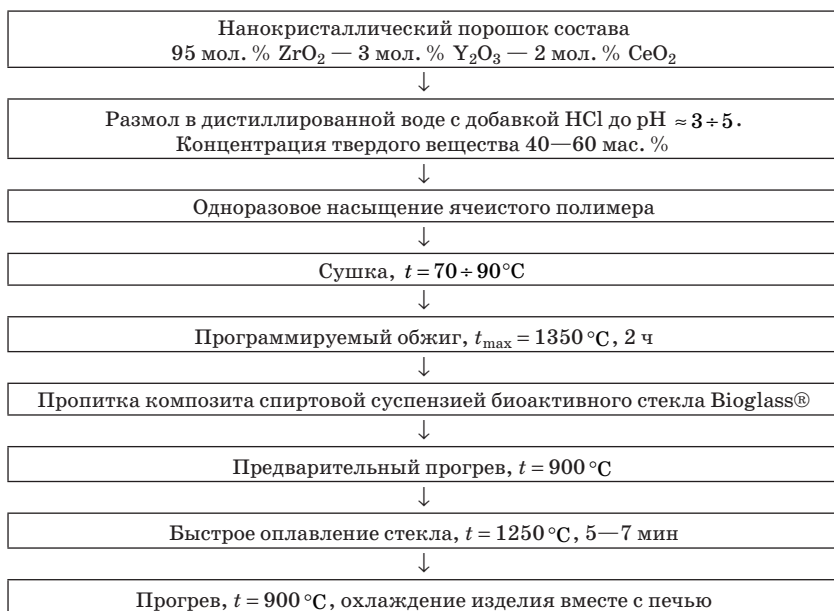 Нанокристаллический порошок состава
95 мол. % ZrO₂ — 3 мол. % Y₂O₃ — 2 мол. % CeO₂
↓
Размол в дистиллированной воде с добавкой HCl до pH ≈ 3 ÷ 5.
Концентрация твердого вещества 40—60 мас. %
↓
Одноразовое насыщение ячеистого полимера
↓
Сушка, t = 70 ÷ 90°C
↓
Программируемый обжиг, tmax = 1350 °C, 2 ч
↓
Пропитка композита спиртовой суспензией биоактивного стекла Bioglass®
↓
Предварительный прогрев, t = 900 °C
↓
Быстрое оплавление стекла, t = 1250 °C, 5—7 мин
↓
Прогрев, t = 900 °C, охлаждение изделия вместе с печью